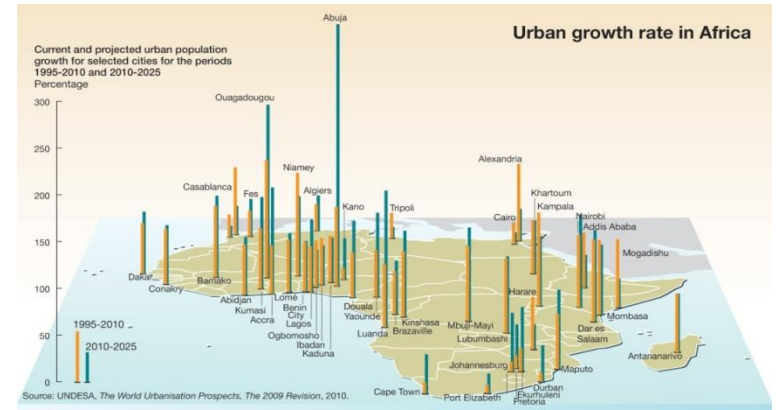 Urban growth rate in Africa
Current and projected urban population
growth for selected cities for the periods
1995-2010 and 2010-2025
Percentage
300
250
200
150
100
50
0
1995-2010
2010-2025
Abuja
Ouagadougou
Niamey
Casablanca
Fes
Algiers
Kano
Tripoli
Alexandria
Cairo
Khartoum
Kampala
Nairobi
Addis Ababa
Mogadishu
Dakar
Conakry
Bamako
Abidjan
Kumasi
Accra
Lomé
Benin
City
Lagos
Ogbomosho
Ibadan
Kaduna
Douala
Yaoundé
Luanda
Kinshasa
Brazzaville
Mbuji-Mayi
Lubumbashi
Harare
Mombasa
Dar es
Salaam
Antananarivo
Johannesburg
Maputo
Durban
Ekurhuleni
Pretoria
Port Elizabeth
Cape Town
Source: UNDESA, The World Urbanisation Prospects, The 2009 Revision, 2010.